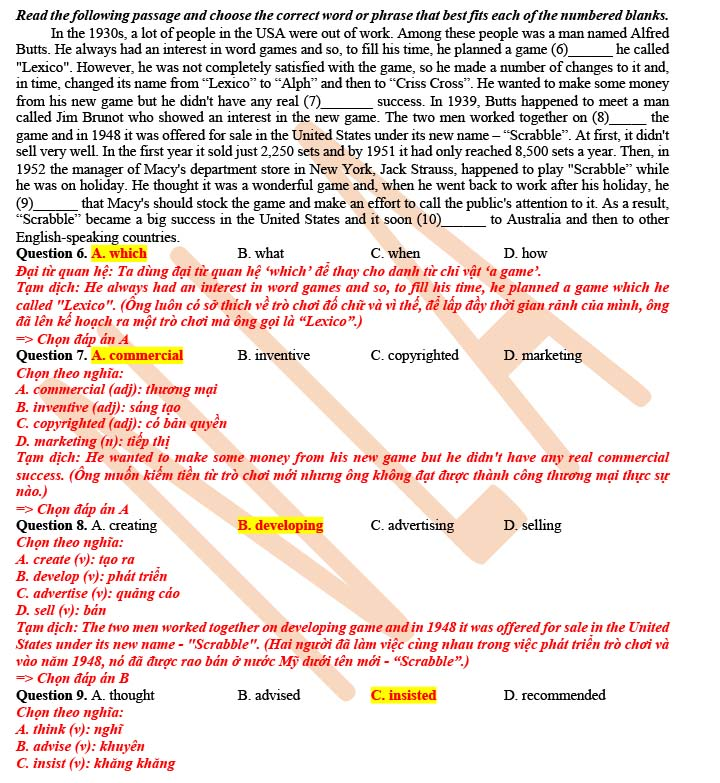 Read the following passage and choose the correct word or phrase that best fits each of the numbered blanks.
In the 1930s, a lot of people in the USA were out of work. Among these people was a man named Alfred
Butts. He always had an interest in word games and so, to fill his time, he planned a game (6)_______ he called
"Lexico". However, he was not completely satisfied with the game, so he made a number of changes to it and,
in time, changed its name from “Lexico” to “Alph” and then to “Criss Cross”. He wanted to make some money
from his new game but he didn't have any real (7)________ success. In 1939, Butts happened to meet a man
called Jim Brunot who showed an interest in the new game. The two men worked together on (8)______ the
game and in 1948 it was offered for sale in the United States under its new name – “Scrabble”. At first, it didn't
sell very well. In the first year it sold just 2,250 sets and by 1951 it had only reached 8,500 sets a year. Then, in
1952 the manager of Macy's department store in New York, Jack Strauss, happened to play "Scrabble” while
he was on holiday. He thought it was a wonderful game and, when he went back to work after his holiday, he
(9)_______ that Macy's should stock the game and make an effort to call the public's attention to it. As a result,
“Scrabble” became a big success in the United States and it soon (10)_______ to Australia and then to other
English-speaking countries.
Question 6. A. which B. what C. when D. how
Đại từ quan hệ: Ta dùng đại từ quan hệ ‘which’ để thay cho danh từ chỉ vật ‘a game’.
Tạm dịch: He always had an interest in word games and so, to fill his time, he planned a game which he
called "Lexico". (Ông luôn có sở thích về trò chơi đố chữ và vì thế, để lấp đầy thời gian rảnh của mình, ông
đã lên kế hoạch ra một trò chơi mà ông gọi là “Lexico”.)
=> Chọn đáp án A
Question 7. A. commercial B. inventive C. copyrighted D. marketing
Chọn theo nghĩa:
A. commercial (adj): thương mại
B. inventive (adj): sáng tạo
C. copyrighted (adj): có bản quyền
D. marketing (n): tiếp thị
Tạm dịch: He wanted to make some money from his new game but he didn't have any real commercial
success. (Ông muốn kiếm tiền từ trò chơi mới nhưng ông không đạt được thành công thương mại thực sự
nào.)
=> Chọn đáp án A
Question 8. A. creating B. developing C. advertising D. selling
Chọn theo nghĩa:
A. create (v): tạo ra
B. develop (v): phát triển
C. advertise (v): quảng cáo
D. sell (v): bán
Tạm dịch: The two men worked together on developing game and in 1948 it was offered for sale in the United
States under its new name - "Scrabble". (Hai người đã làm việc cùng nhau trong việc phát triển trò chơi và
vào năm 1948, nó đã được rao bán ở nước Mỹ dưới tên mới - “Scrabble”.)
=> Chọn đáp án B
Question 9. A. thought B. advised C. insisted D. recommended
Chọn theo nghĩa:
A. think (v): nghĩ
B. advise (v): khuyên
C. insist (v): khăng khăng